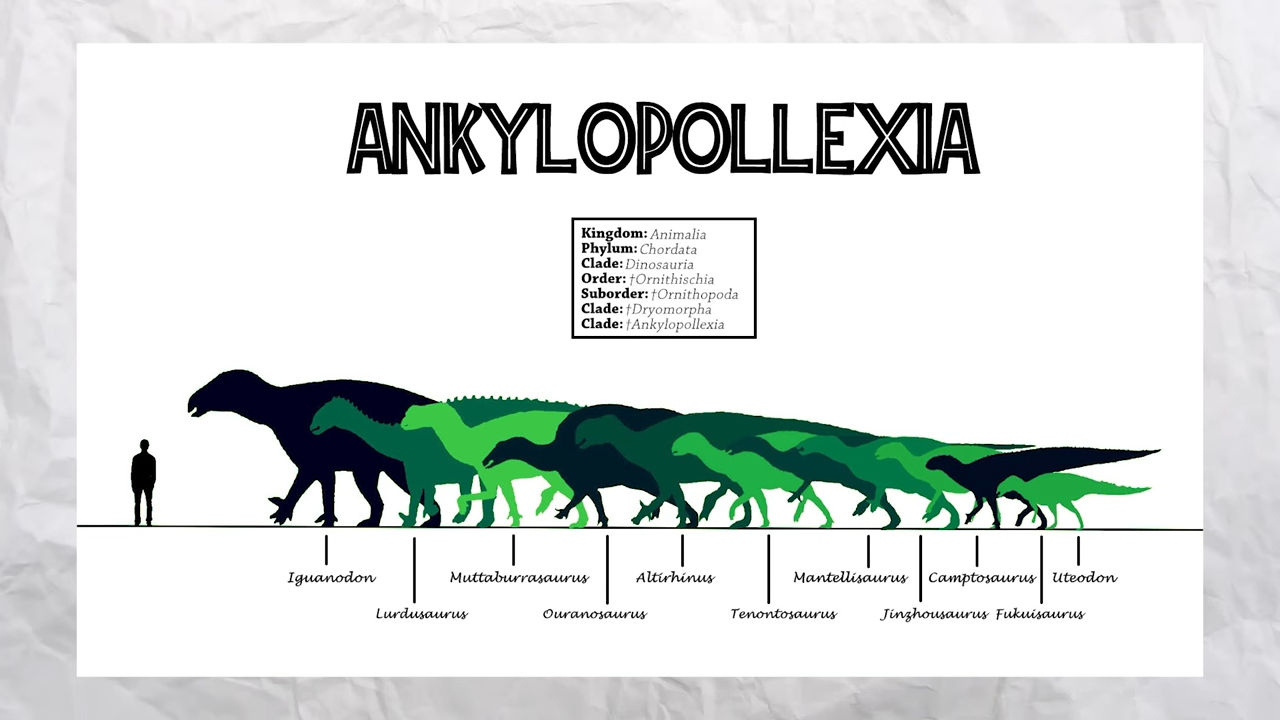 ANKYLOPOLLEXIA
Kingdom: Animalia
Phylum: Chordata
Clade: Dinosauria
Order: †Ornithischia
Suborder: †Ornithopoda
Clade: †Dryomorpha
Clade: †Ankylopollexia
Iguanodon Muttaburrasaurus Altirhinus Mantellisaurus Camptosaurus Uteodon
Lurdusaurus Ouranosaurus Tenontosaurus Jinzhousaurus Fukuisaurus